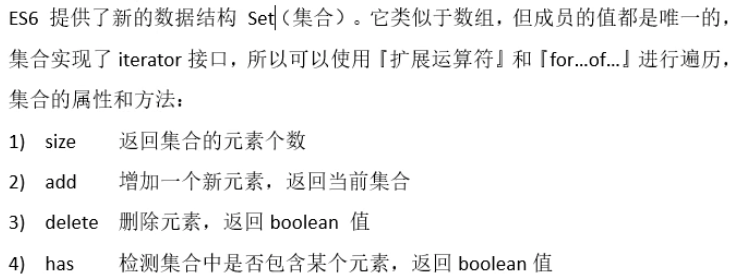 ES6 提供了新的数据结构 Set(集合)。它类似于数组，但成员的值都是唯一的，
集合实现了 iterator 接口，所以可以使用『扩展运算符』和『for...of...』进行遍历，
集合的属性和方法：
1) size 返回集合的元素个数
2) add 增加一个新元素，返回当前集合
3) delete 删除元素，返回 boolean 值
4) has 检测集合中是否包含某个元素，返回 boolean 值